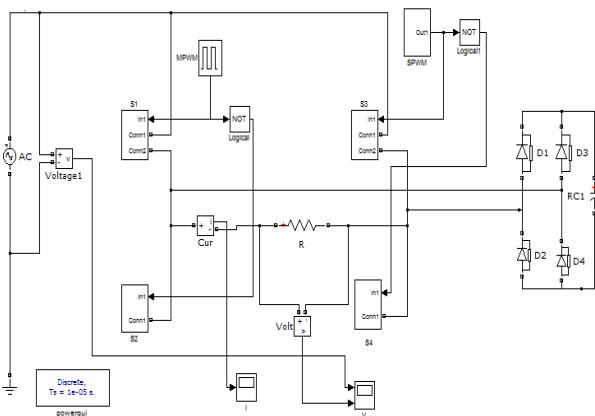 MPWM
Out1
SPWM
NOT
Logical1
S1
In1
Conn1
Conn2
NOT
Logical
S3
In1
Conn1
Conn2
AC
+
-
v
Voltage1
D1
D3
RC1
+
+
-
i
Cur
+
R
D2
D4
In1
Conn1
S2
Volt
+
-
v
In1
Conn1
S4
Discrete,
Ts = 1e-05 s.
powergui
I
V